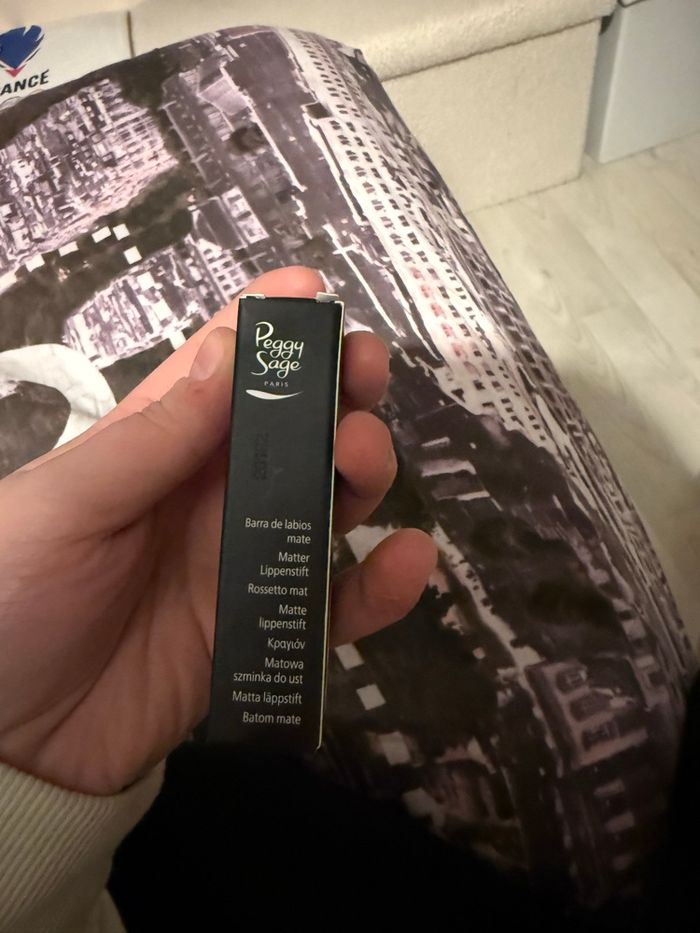 ANCE
Peggy
Sage
PARIS
Barra de labios
mate
Matter
Lippenstift
Rossetto mat
Matte
lippenstift
Κραγιόν
Matowa
szminka do ust
Matta läppstift
Batom mate